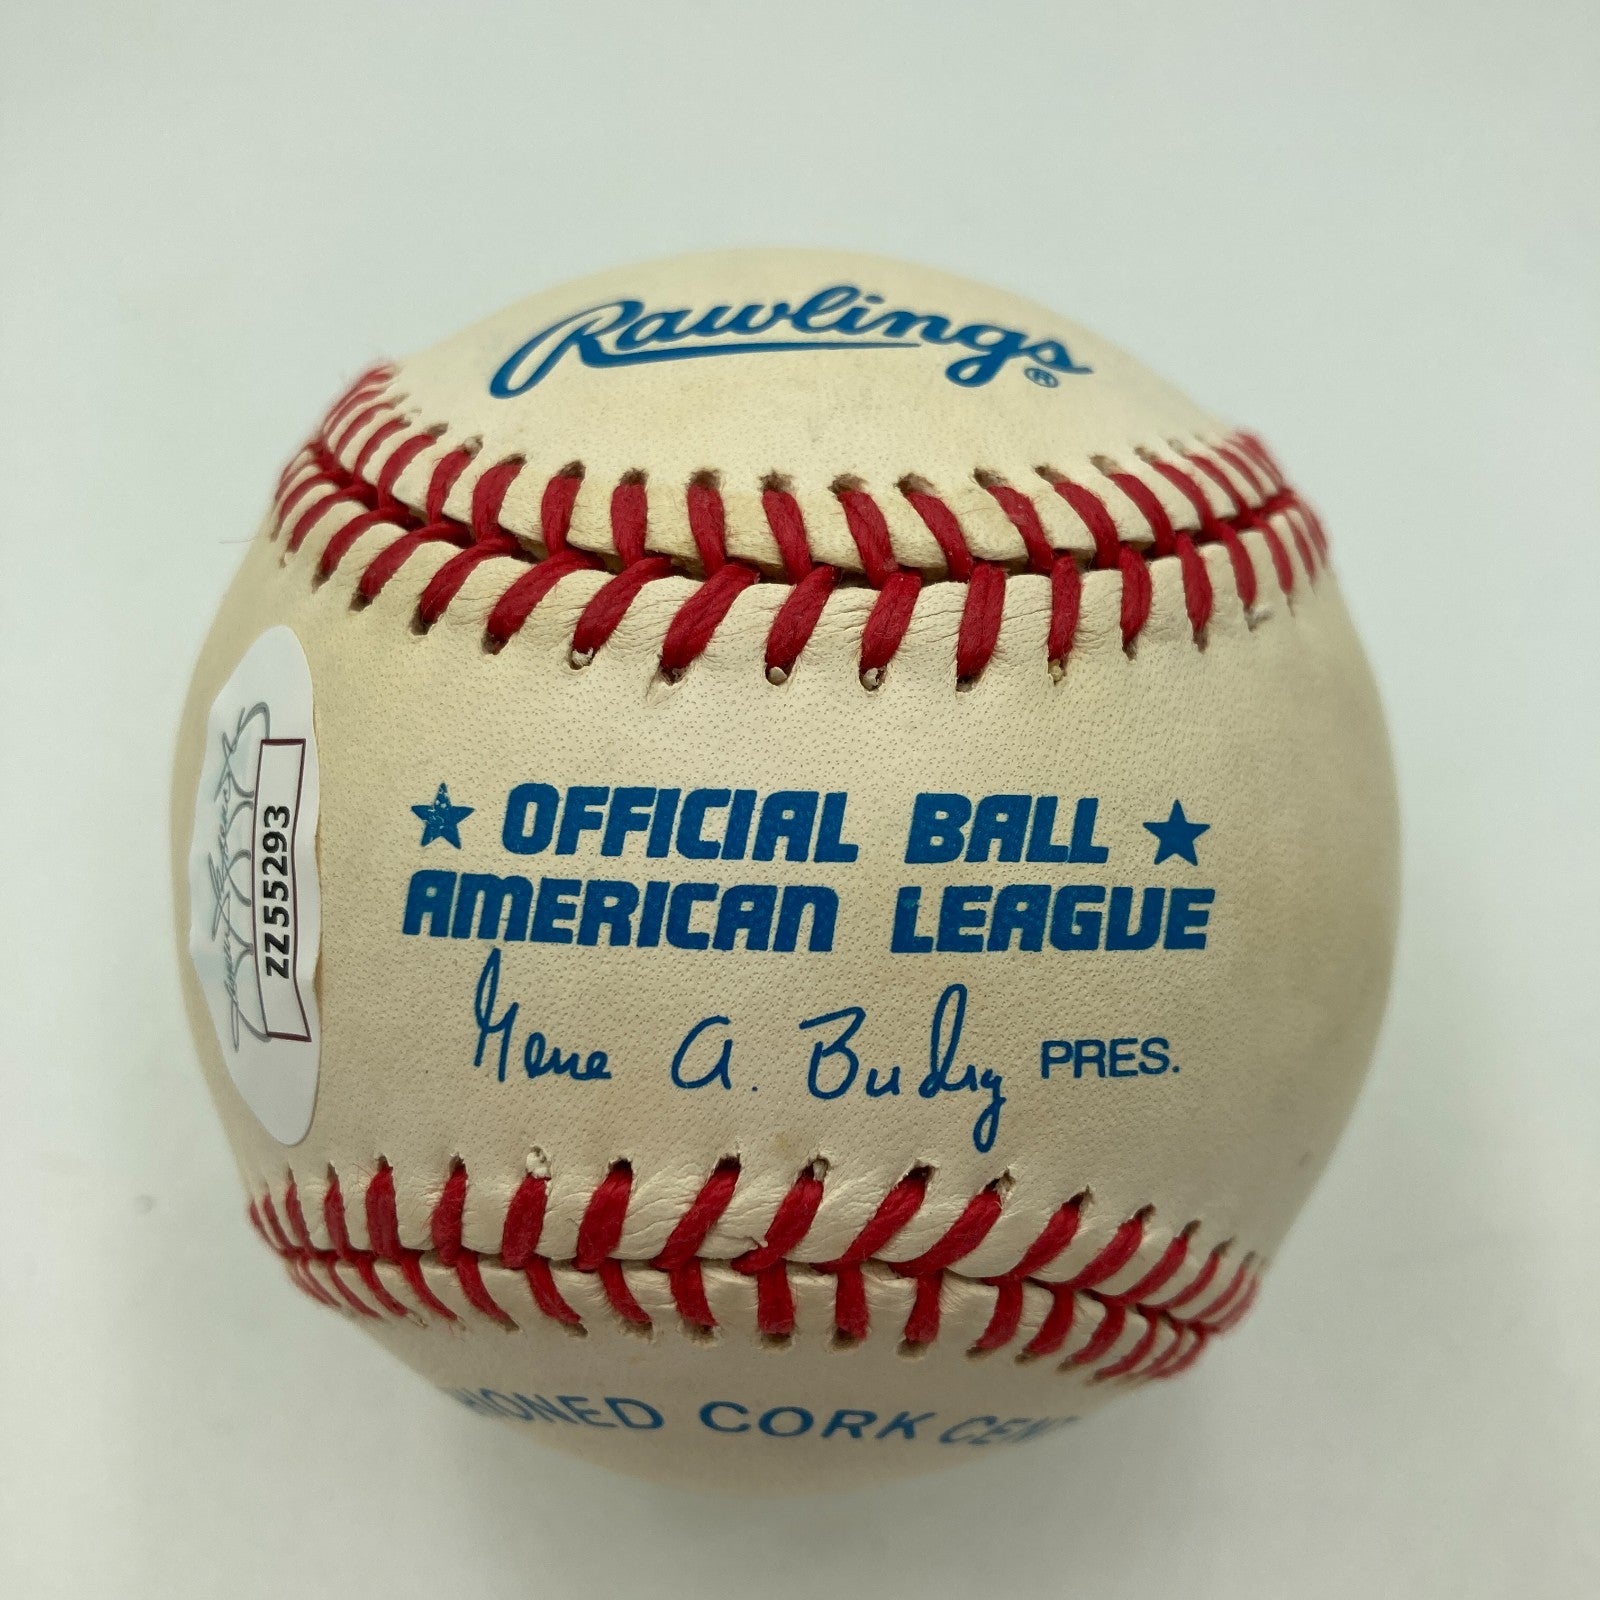 Rawlings®
★ OFFICIAL BALL ★
AMERICAN LEAGUE
Gene A. Budig PRES.
ZZ55293
CORK